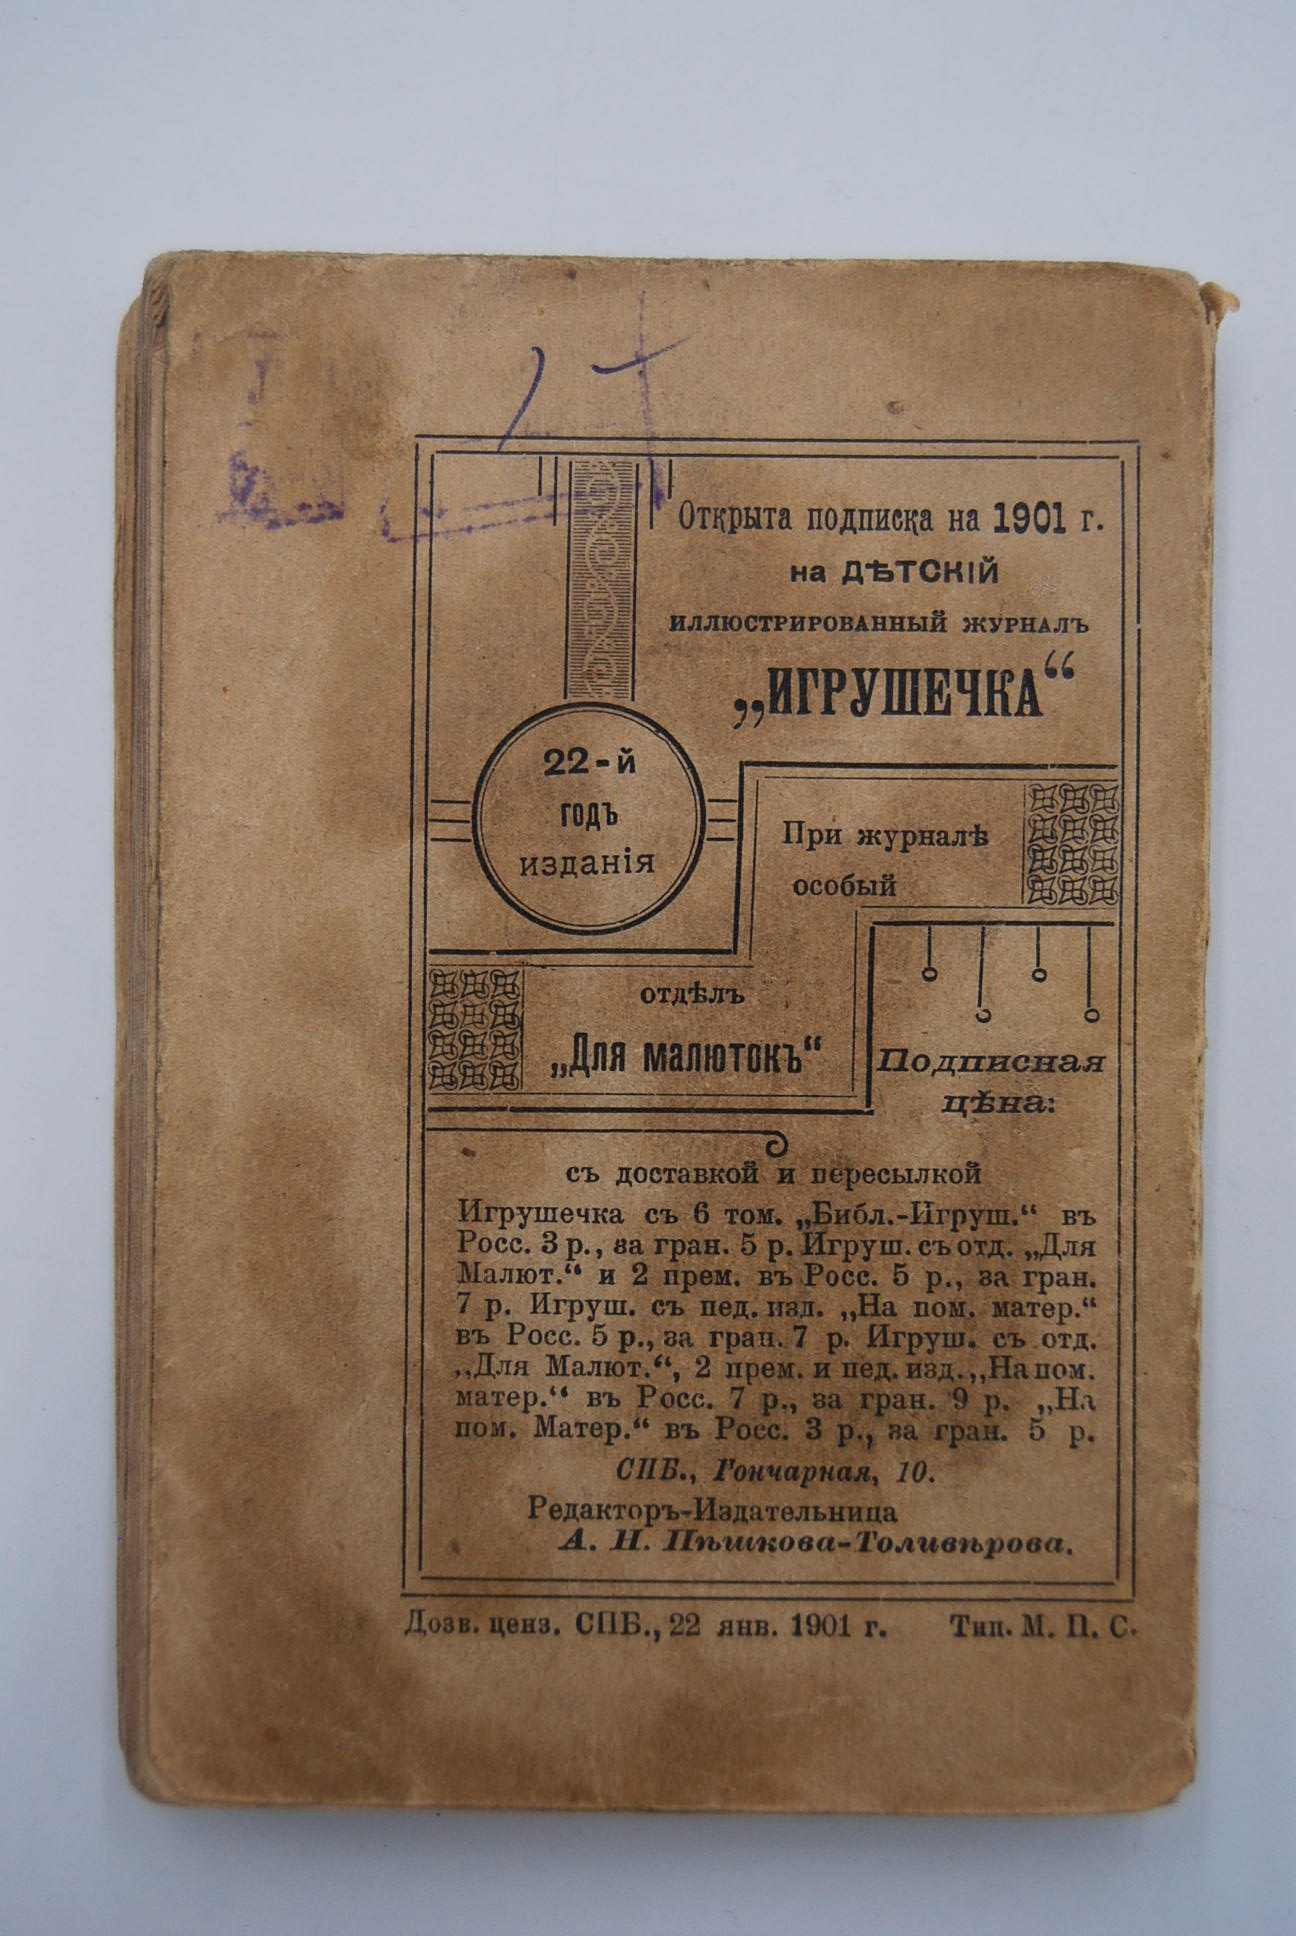 Открыта подписка на 1901 г.
на ДѢТСКІЙ
ИЛЛЮСТРИРОВАННЫЙ ЖУРНАЛЪ
„ИГРУШЕЧКА“
22-й
годъ
изданія
При журналѣ
особый
отдѣлъ
„Для малютокъ“
Подписная
цѣна:
съ доставкой и пересылкой
Игрушечка съ 6 том. „Библ.-Игруш.“ въ
Росс. 3 р., за гран. 5 р. Игруш. съ отд. „Для
Малют.“ и 2 прем. въ Росс. 5 р., за гран.
7 р. Игруш. съ пед. изд. „На пом. матер.“
въ Росс. 5 р., за гран. 7 р. Игруш. съ отд.
„Для Малют.“, 2 прем. и пед. изд. „На пом.
матер.“ въ Росс. 7 р., за гран. 9 р. „На
пом. Матер.“ въ Росс. 3 р., за гран. 5 р.
СПБ., Гончарная, 10.
Редакторъ-Издательница
А. Н. Пѣшкова-Толивѣрова.
Дозв. ценз. СПБ., 22 янв. 1901 г. Тип. М. П. С.